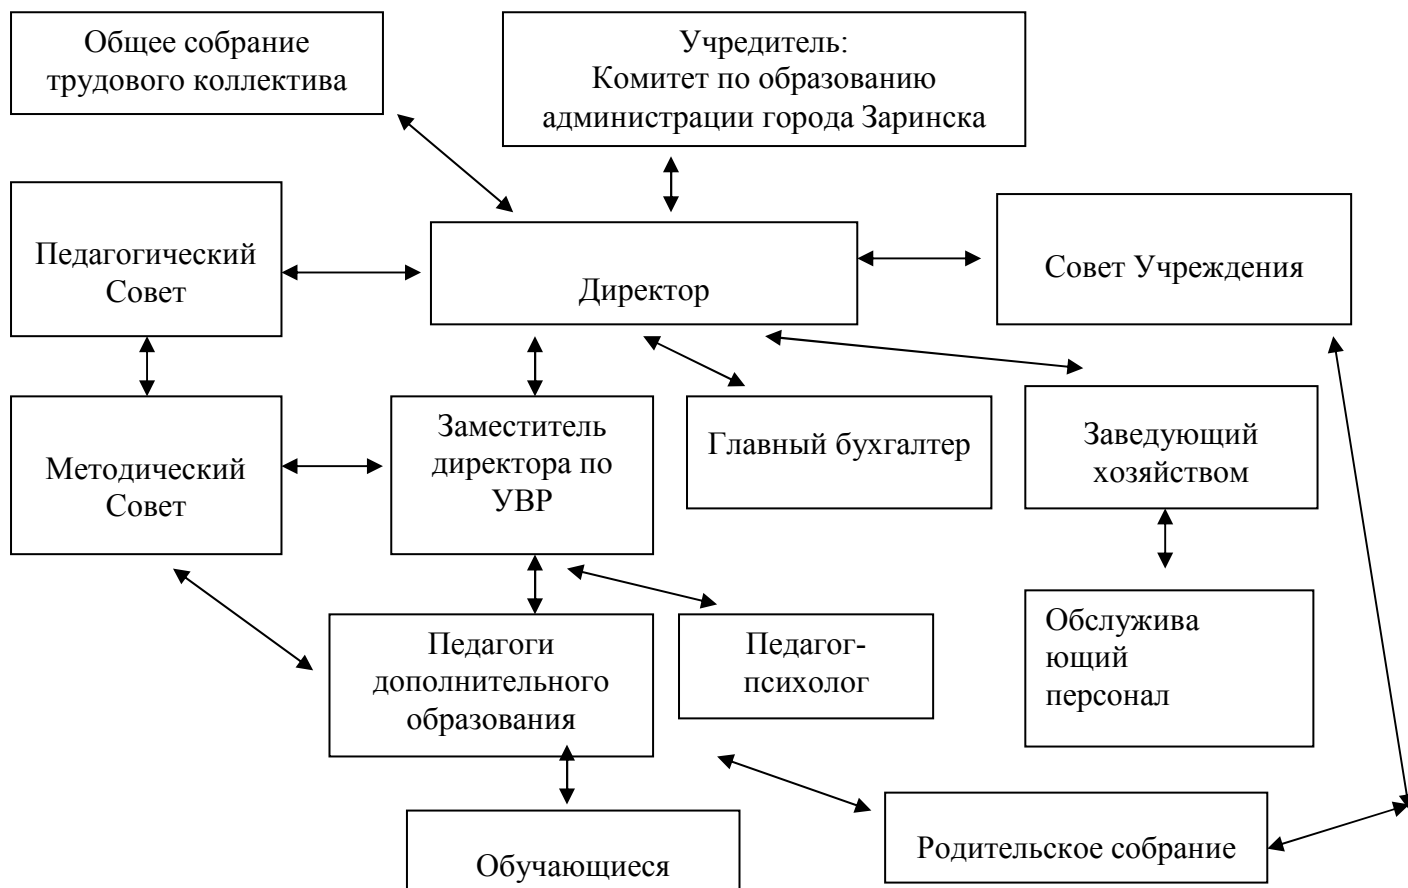 Общее собрание
трудового коллектива
Учредитель:
Комитет по образованию
администрации города Заринска
Педагогический
Совет
Директор
Совет Учреждения
Методический
Совет
Заместитель
директора по
УВР
Главный бухгалтер
Заведующий
хозяйством
Педагоги
дополнительного
образования
Педагог-
психолог
Обслужива
ющий
персонал
Обучающиеся
Родительское собрание